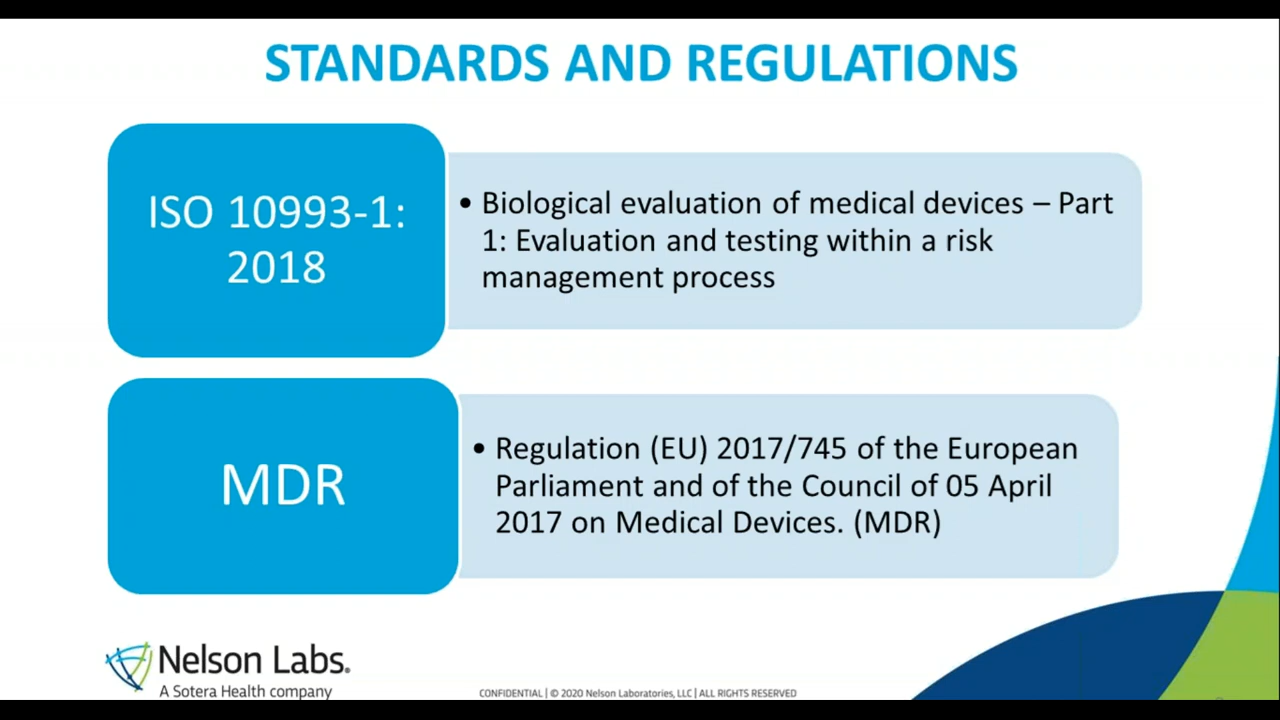 STANDARDS AND REGULATIONS
ISO 10993-1:
2018
• Biological evaluation of medical devices – Part
1: Evaluation and testing within a risk
management process
MDR
• Regulation (EU) 2017/745 of the European
Parliament and of the Council of 05 April
2017 on Medical Devices. (MDR)
Nelson Labs.
A Sotera Health company
CONFIDENTIAL | © 2020 Nelson Laboratories, LLC | ALL RIGHTS RESERVED